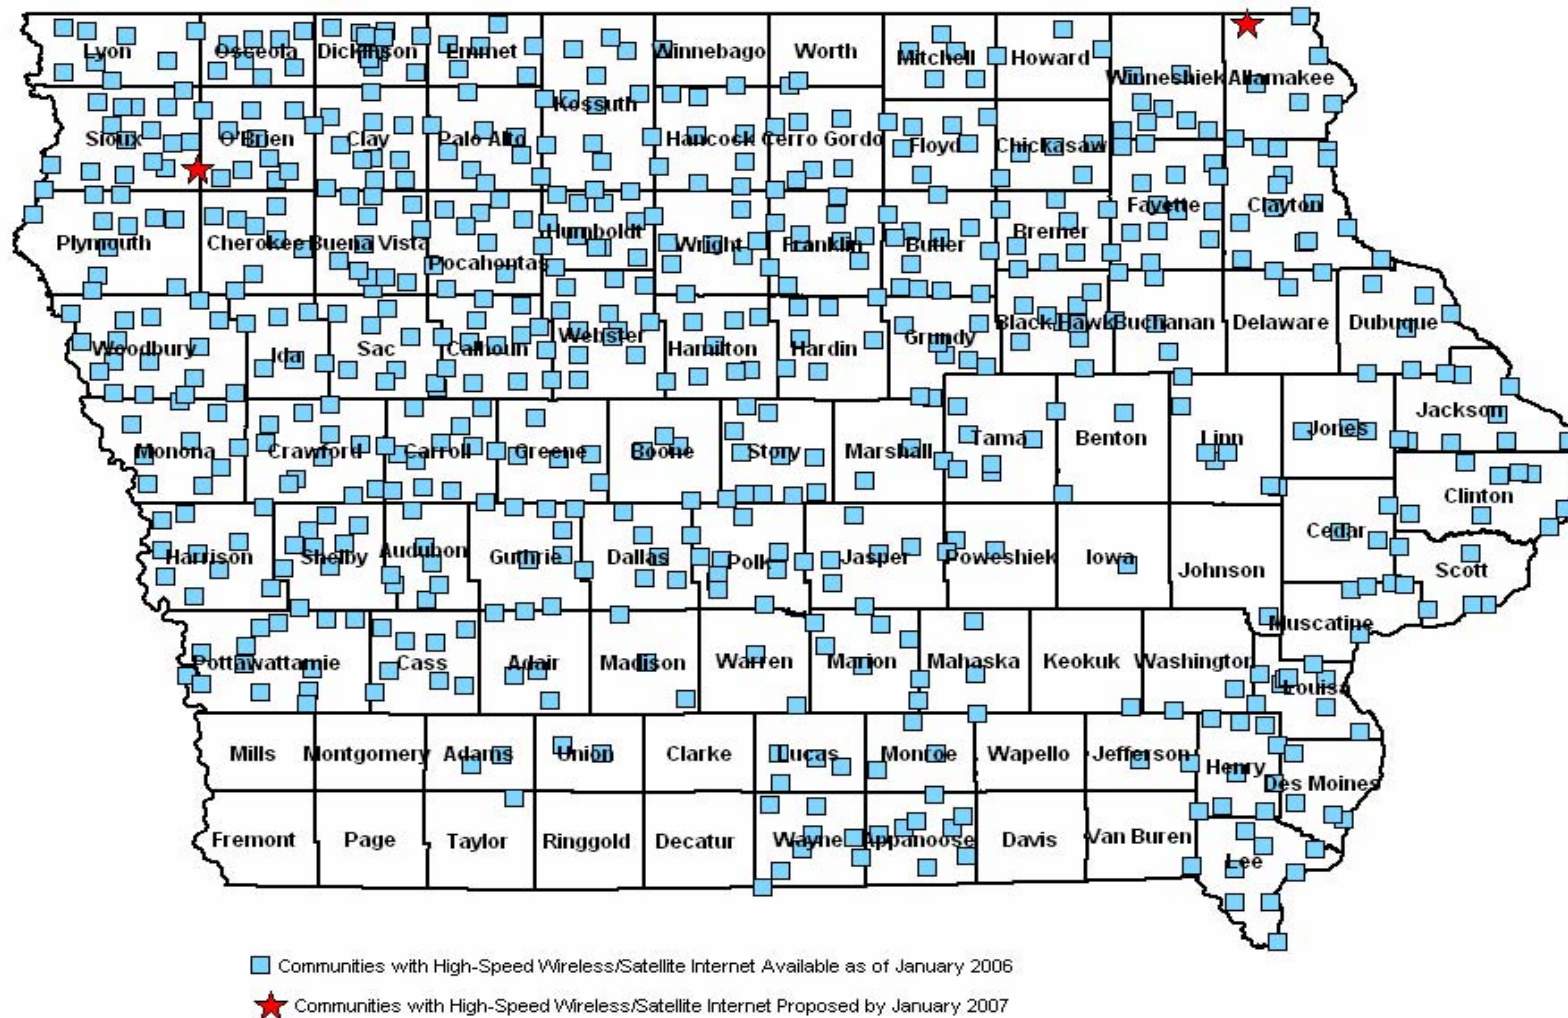 Lyon Osceola Dickinson Emmet Winnebago Worth Mitchell Howard
Winneshiek Allamakee
Kossuth
Sioux O'Brien Clay Palo Alto Hancock Cerro Gordo Floyd Chickasaw
Fayette Clayton
Plymouth Cherokee Buena Vista Humboldt Wright Franklin Butler Bremer
Pocahontas
Woodbury Ida Sac Calhoun Webster Hamilton Hardin Grundy Black Hawk Buchanan Delaware Dubuque
Jackson
Monona Crawford Carroll Greene Boone Story Marshall Tama Benton Linn Jones
Clinton
Harrison Shelby Audubon Guthrie Dallas Polk Jasper Poweshiek Iowa Johnson Cedar Scott
Muscatine
Pottawattamie Cass Adair Madison Warren Marion Mahaska Keokuk Washington Louisa
Mills Montgomery Adams Union Clarke Lucas Monroe Wapello Jefferson Henry
Des Moines
Fremont Page Taylor Ringgold Decatur Wayne Appanoose Davis Van Buren Lee
Communities with High-Speed Wireless/Satellite Internet Available as of January 2006
Communities with High-Speed Wireless/Satellite Internet Proposed by January 2007